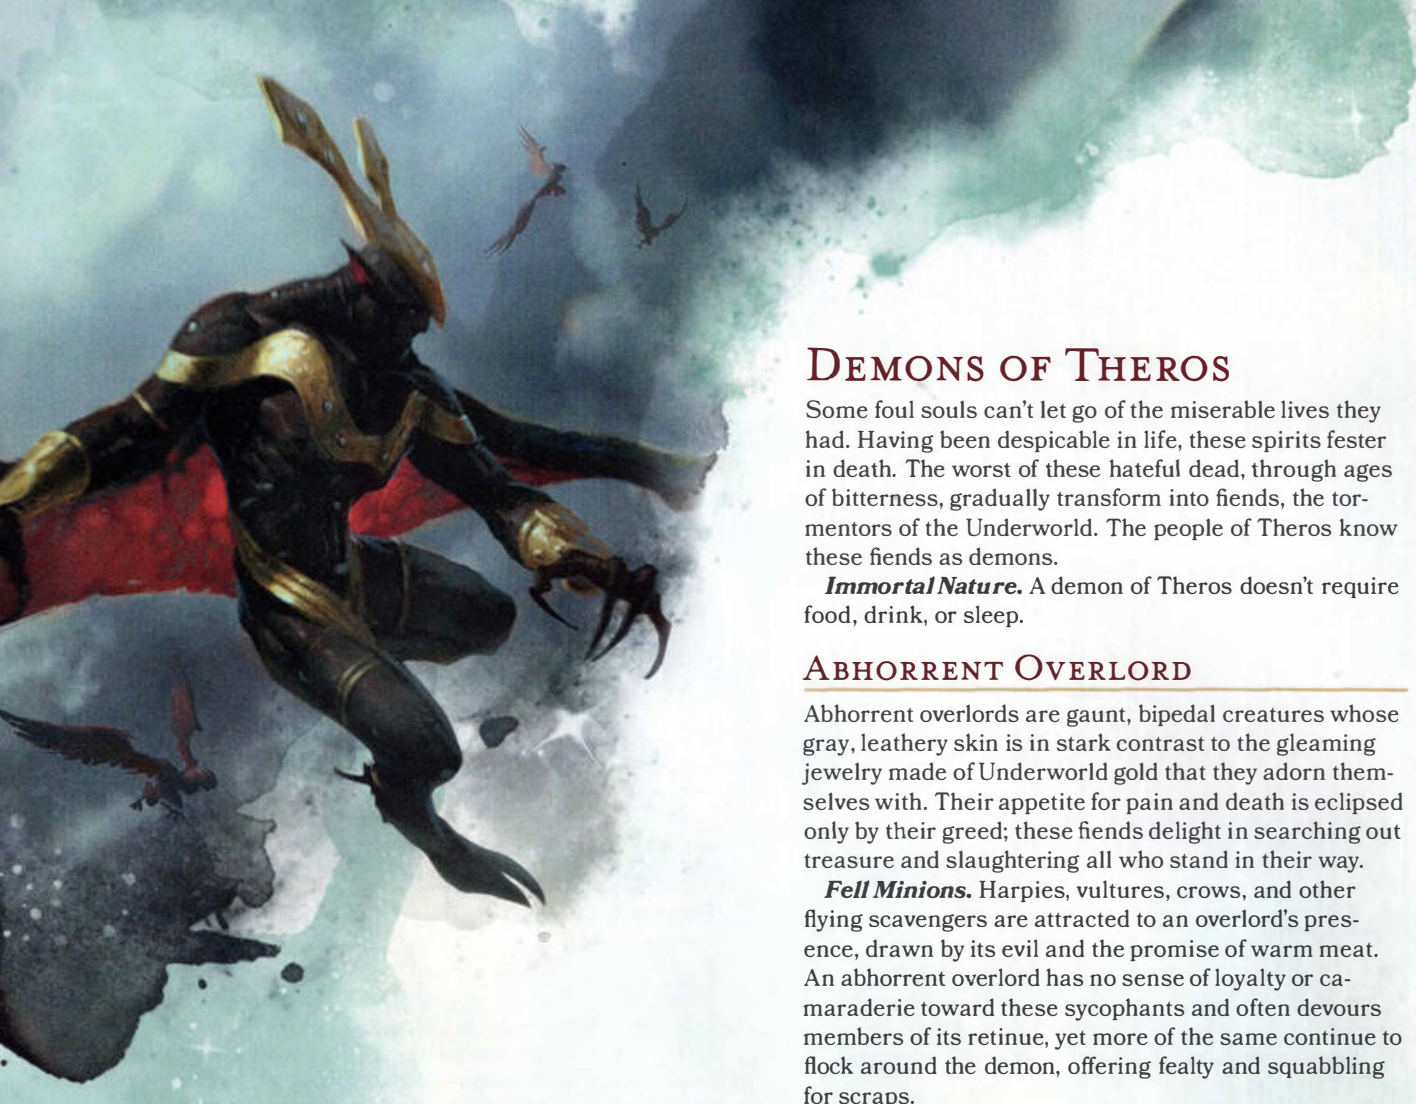 DEMONS OF THEROS
Some foul souls can't let go of the miserable lives they
had. Having been despicable in life, these spirits fester
in death. The worst of these hateful dead, through ages
of bitterness, gradually transform into fiends, the tor-
mentors of the Underworld. The people of Theros know
these fiends as demons.
Immortal Nature. A demon of Theros doesn't require
food, drink, or sleep.
ABHORRENT OVERLORD
Abhorrent overlords are gaunt, bipedal creatures whose
gray, leathery skin is in stark contrast to the gleaming
jewelry made of Underworld gold that they adorn them-
selves with. Their appetite for pain and death is eclipsed
only by their greed; these fiends delight in searching out
treasure and slaughtering all who stand in their way.
Fell Minions. Harpies, vultures, crows, and other
flying scavengers are attracted to an overlord's pres-
ence, drawn by its evil and the promise of warm meat.
An abhorrent overlord has no sense of loyalty or ca-
maraderie toward these sycophants and often devours
members of its retinue, yet more of the same continue to
flock around the demon, offering fealty and squabbling
for scraps.